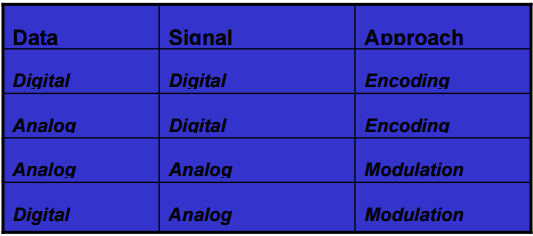 Data Signal Approach
Digital Digital Encoding
Analog Digital Encoding
Analog Analog Modulation
Digital Analog Modulation